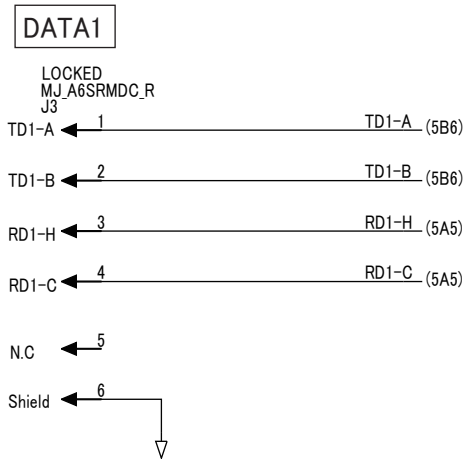 DATA1
LOCKED
MJ_A6SRMDC_R
J3
TD1-A 1 TD1-A (5B6)
TD1-B 2 TD1-B (5B6)
RD1-H 3 RD1-H (5A5)
RD1-C 4 RD1-C (5A5)
N.C 5
Shield 6